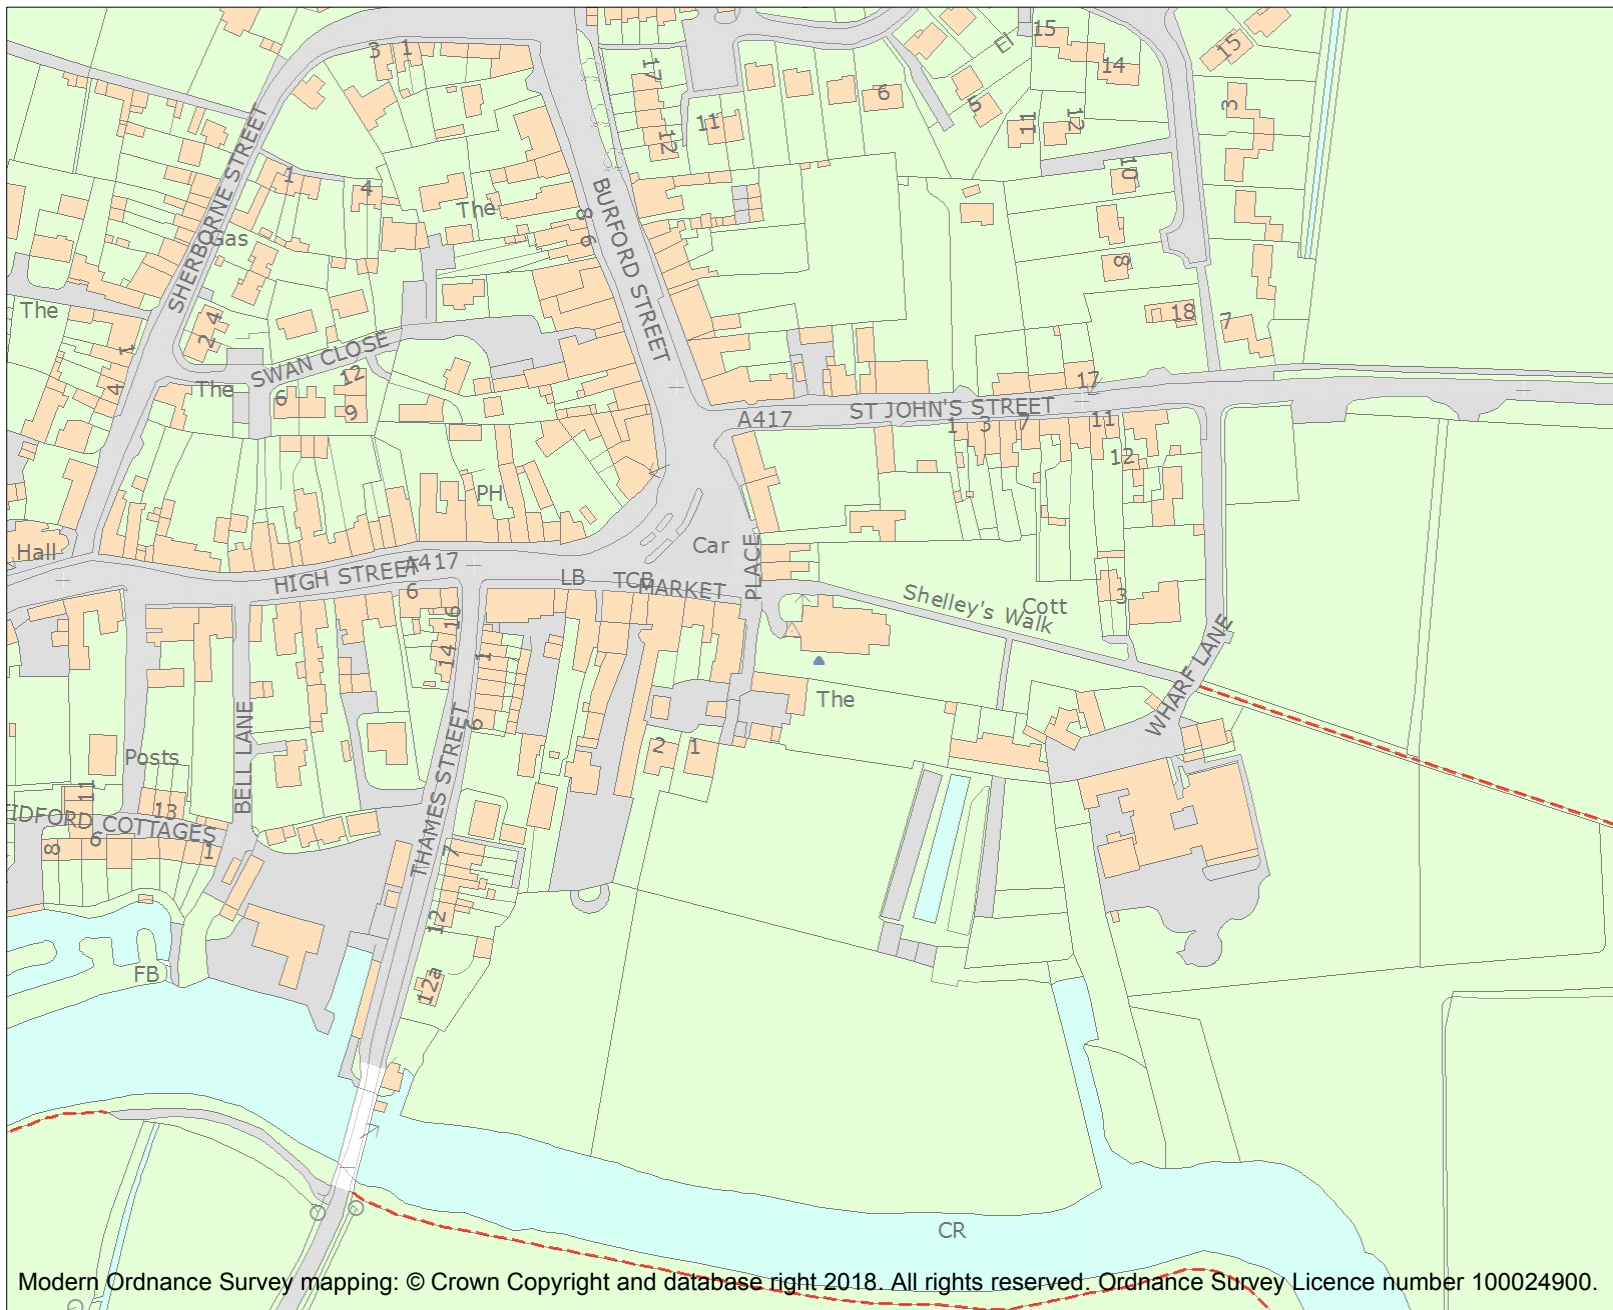 3
1
17
15
El
15
14
6
5
11
12
11
12
3
SHERBORNE STREET
10
1
4
The
8
6
BURFORD STREET
Gas
8
The
2 4
18
7
1
4
The
SWAN CLOSE
12
6
9
17
A417
ST JOHN'S STREET
1
3
7
11
12
PH
Hall
HIGH STREET
A417
6
LB
TCB
MARKET
PLACE
Car
Shelley's Walk
Cott
3
16
14
1
6
The
WHARF LANE
2
1
Posts
BELL LANE
THAMES STREET
11
13
IDFORD COTTAGES
8
6
1
7
12
12a
FB
CR
Modern Ordnance Survey mapping: © Crown Copyright and database right 2018. All rights reserved. Ordnance Survey Licence number 100024900.